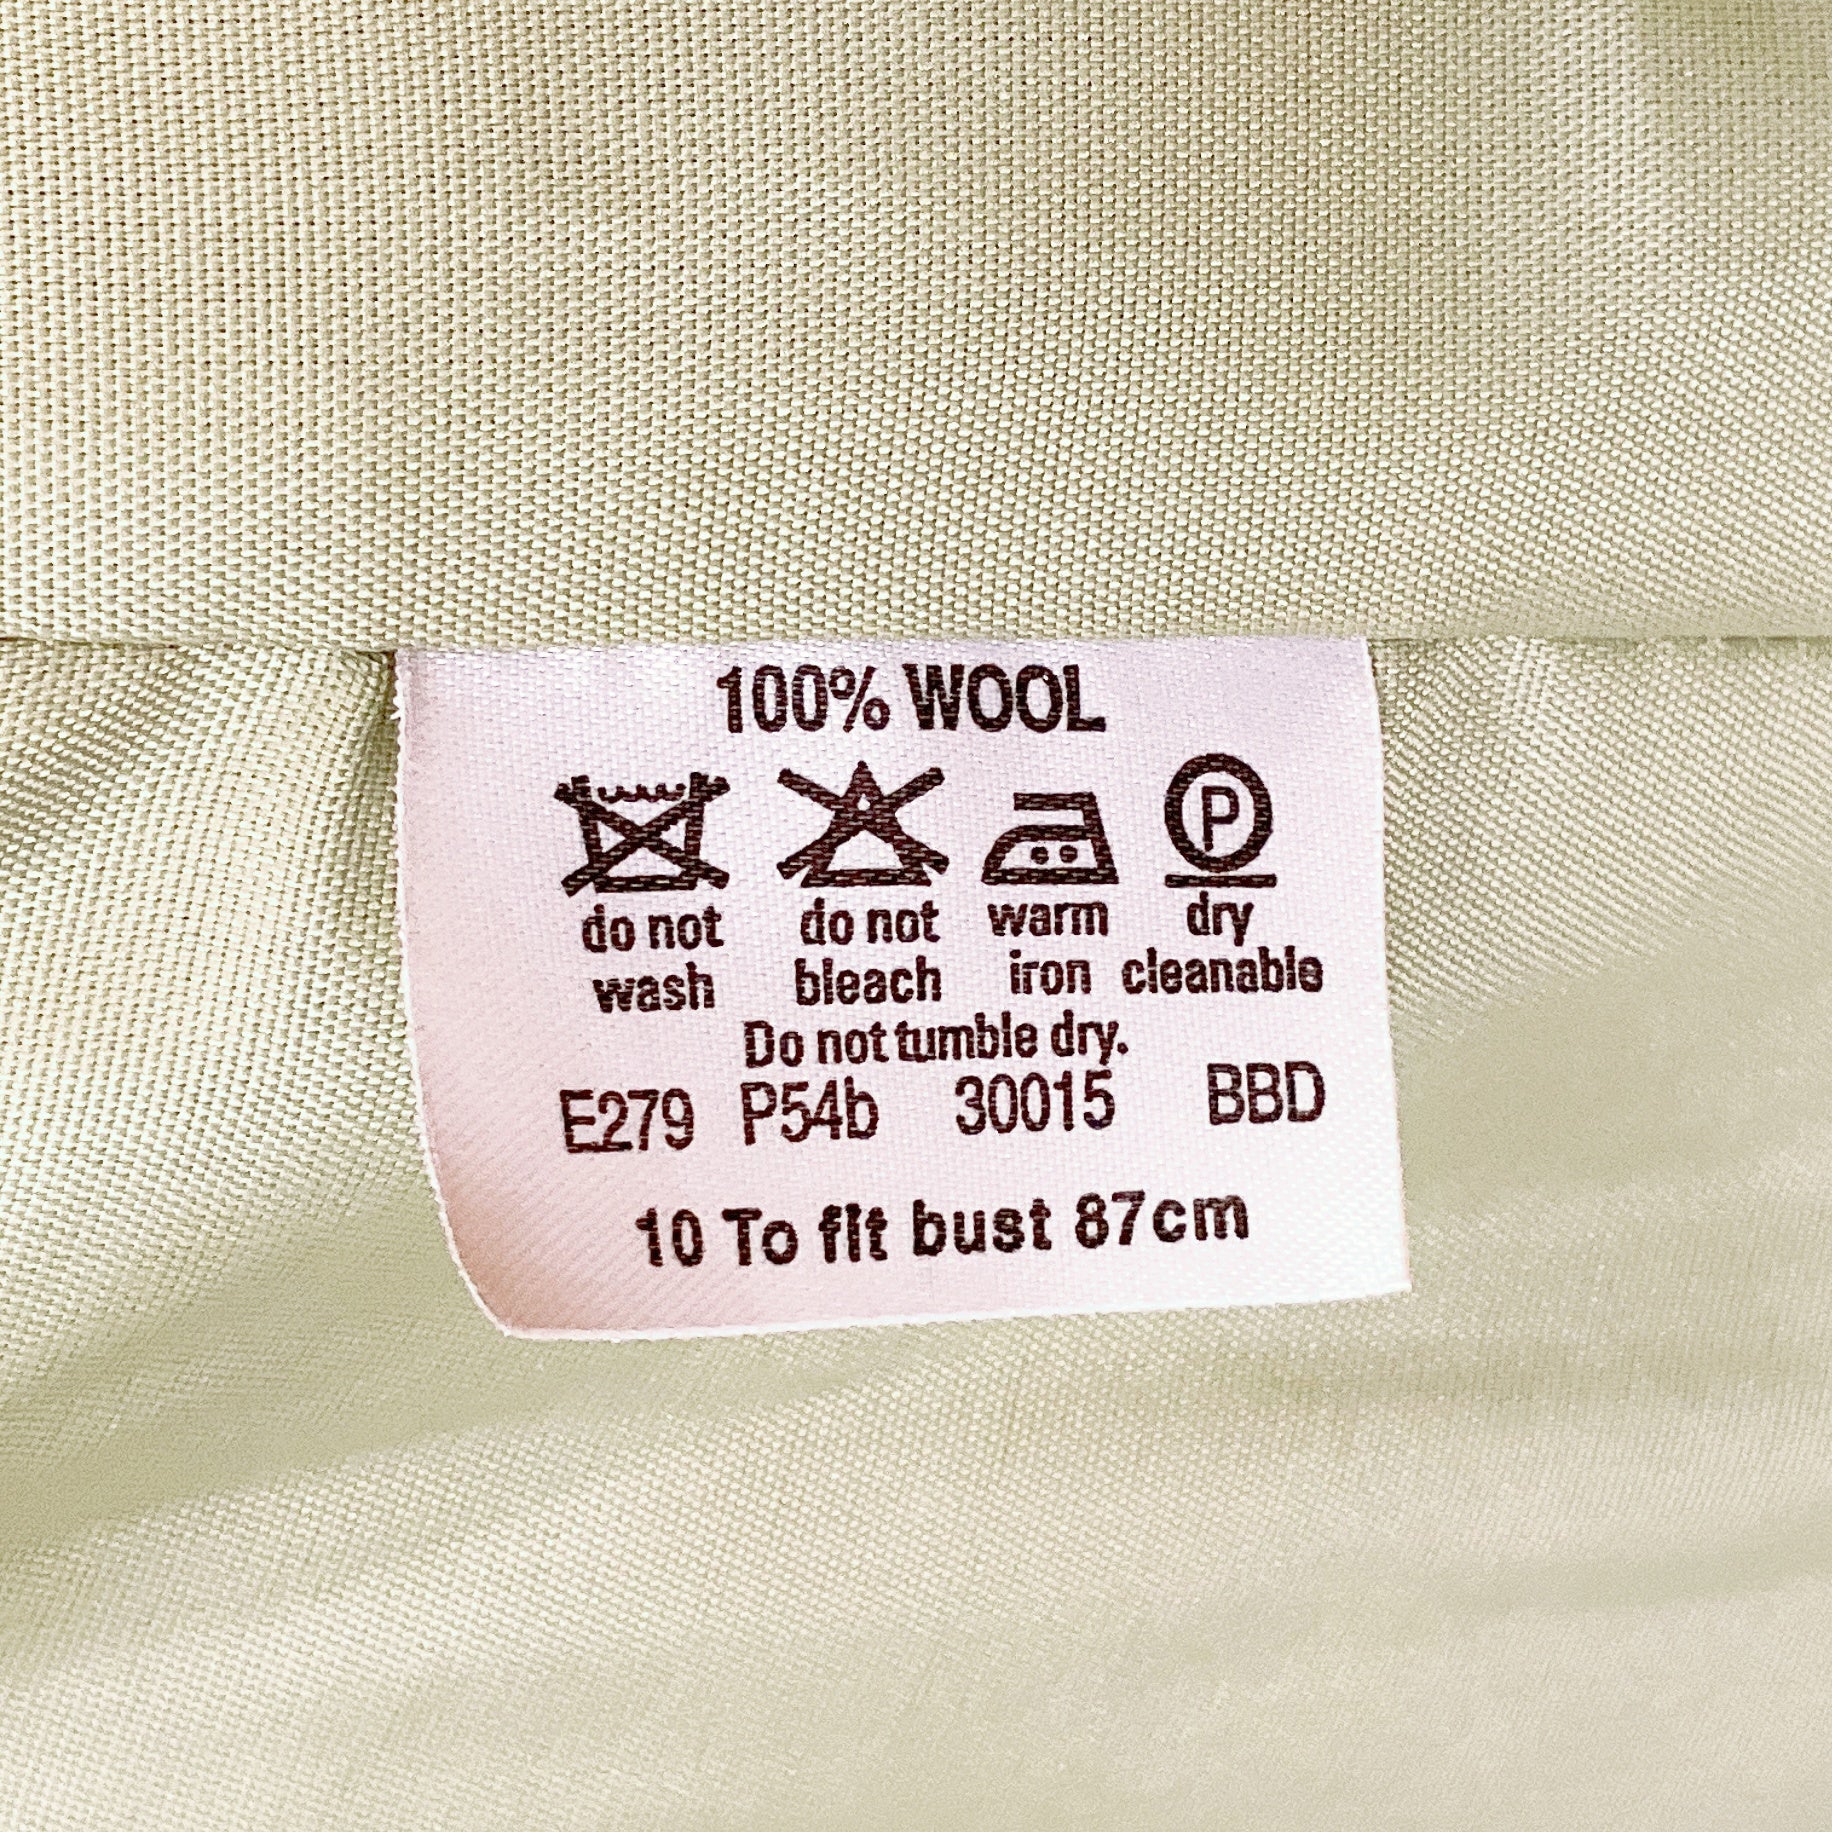 100% WOOL
P
do not do not warm dry
wash bleach iron cleanable
Do not tumble dry.
E279 P54b 30015 BBD
10 To fit bust 87cm